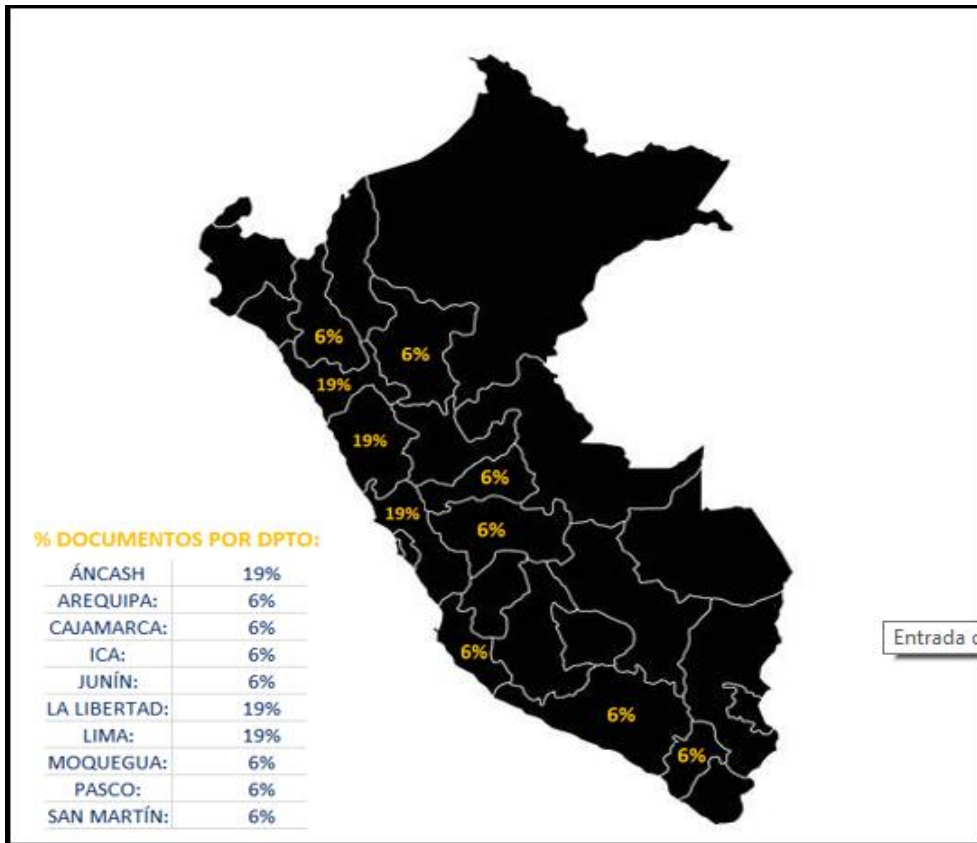 6%
6%
19%
19%
6%
19%
6%
6%
6%
6%
% DOCUMENTOS POR DPTO:
ÁNCASH 19%
AREQUIPA: 6%
CAJAMARCA: 6%
ICA: 6%
JUNÍN: 6%
LA LIBERTAD: 19%
LIMA: 19%
MOQUEGUA: 6%
PASCO: 6%
SAN MARTÍN: 6%
Entrada